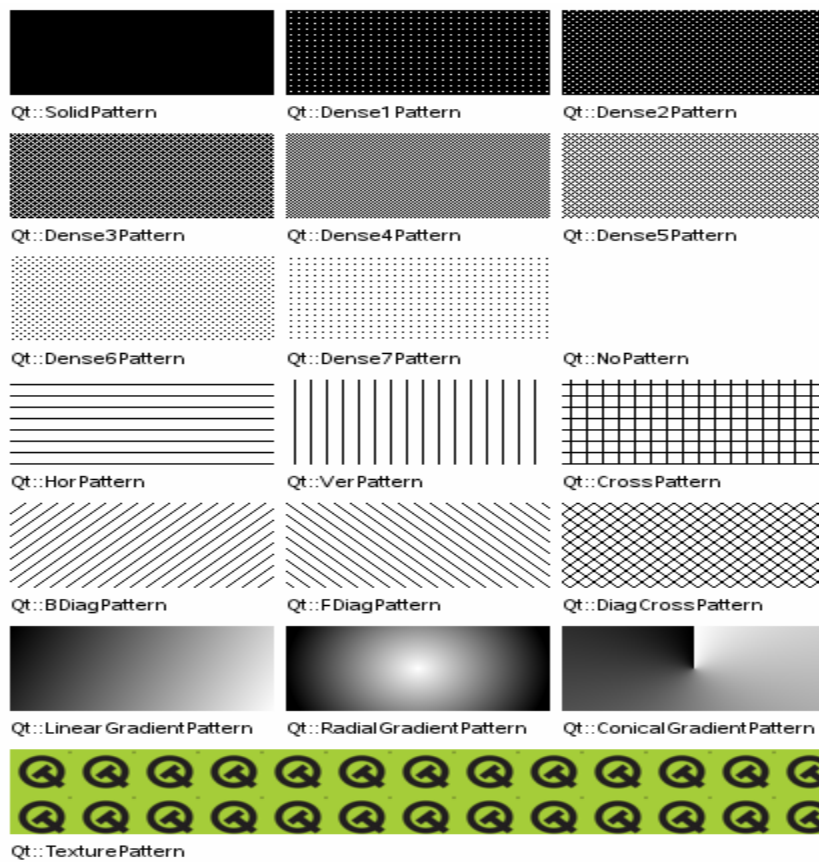 Qt::SolidPattern Qt::Dense1Pattern Qt::Dense2Pattern
Qt::Dense3Pattern Qt::Dense4Pattern Qt::Dense5Pattern
Qt::Dense6Pattern Qt::Dense7Pattern Qt::NoPattern
Qt::HorPattern Qt::VerPattern Qt::CrossPattern
Qt::BDiagPattern Qt::FDiagPattern Qt::DiagCrossPattern
Qt::LinearGradientPattern Qt::RadialGradientPattern Qt::ConicalGradientPattern
Qt::TexturePattern